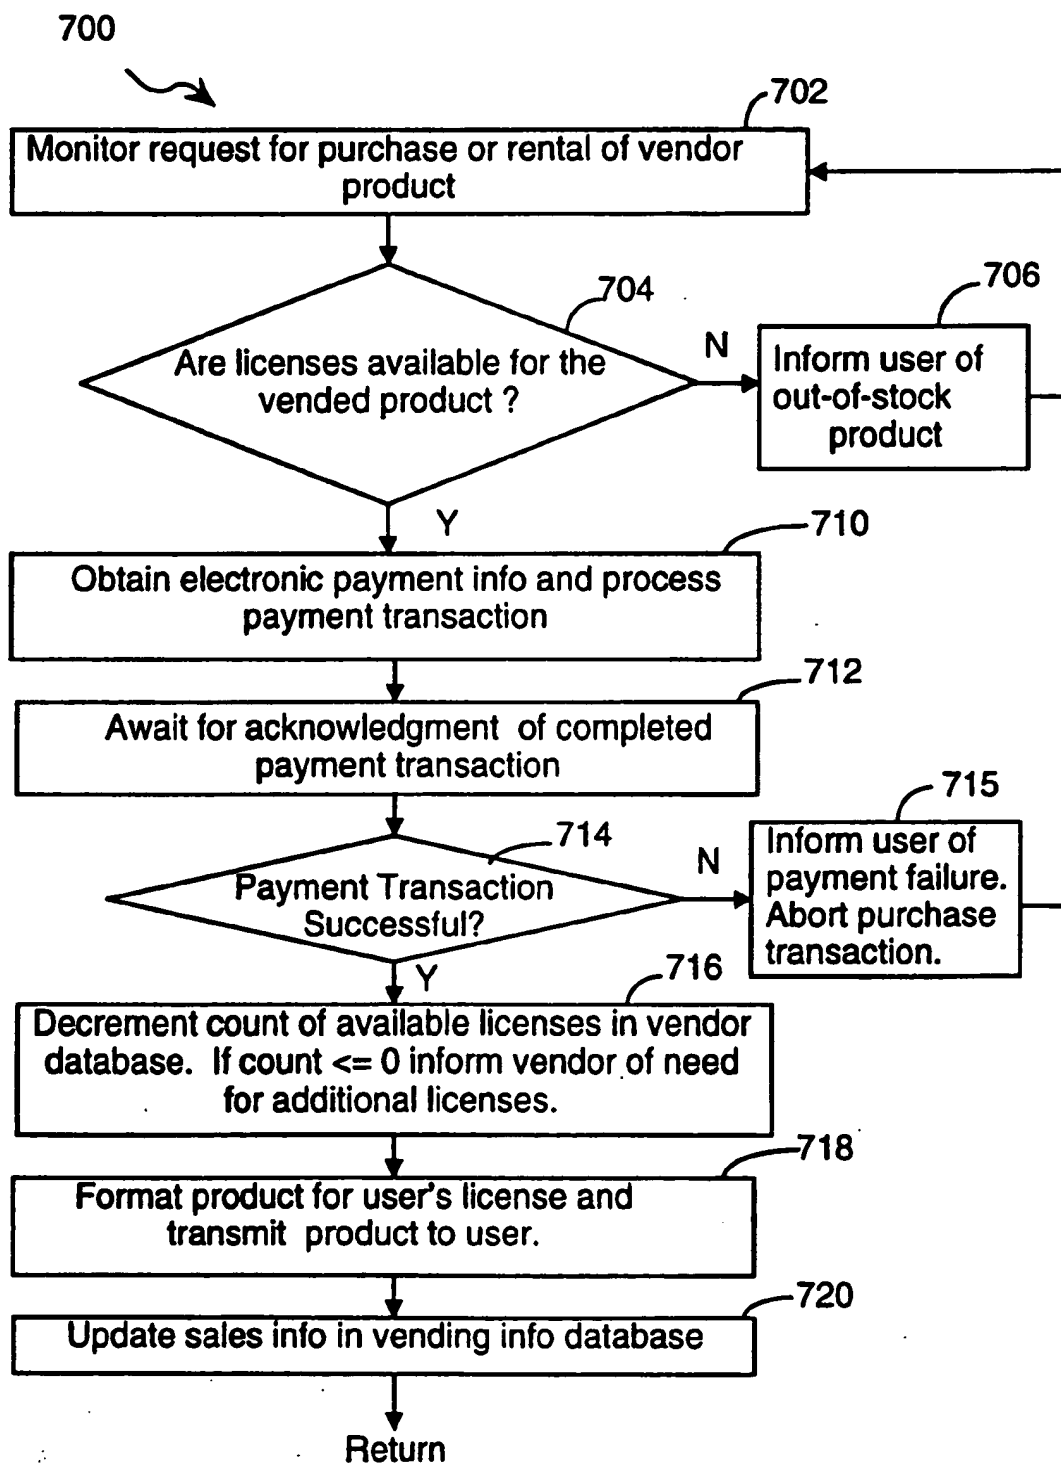 700
702
Monitor request for purchase or rental of vendor
product
704
706
Are licenses available for the
vended product ?
N
Inform user of
out-of-stock
product
Y
710
Obtain electronic payment info and process
payment transaction
712
Await for acknowledgment of completed
payment transaction
714
715
Payment Transaction
Successful?
N
Inform user of
payment failure.
Abort purchase
transaction.
Y
716
Decrement count of available licenses in vendor
database. If count <= 0 inform vendor of need
for additional licenses.
718
Format product for user's license and
transmit product to user.
720
Update sales info in vending info database
Return